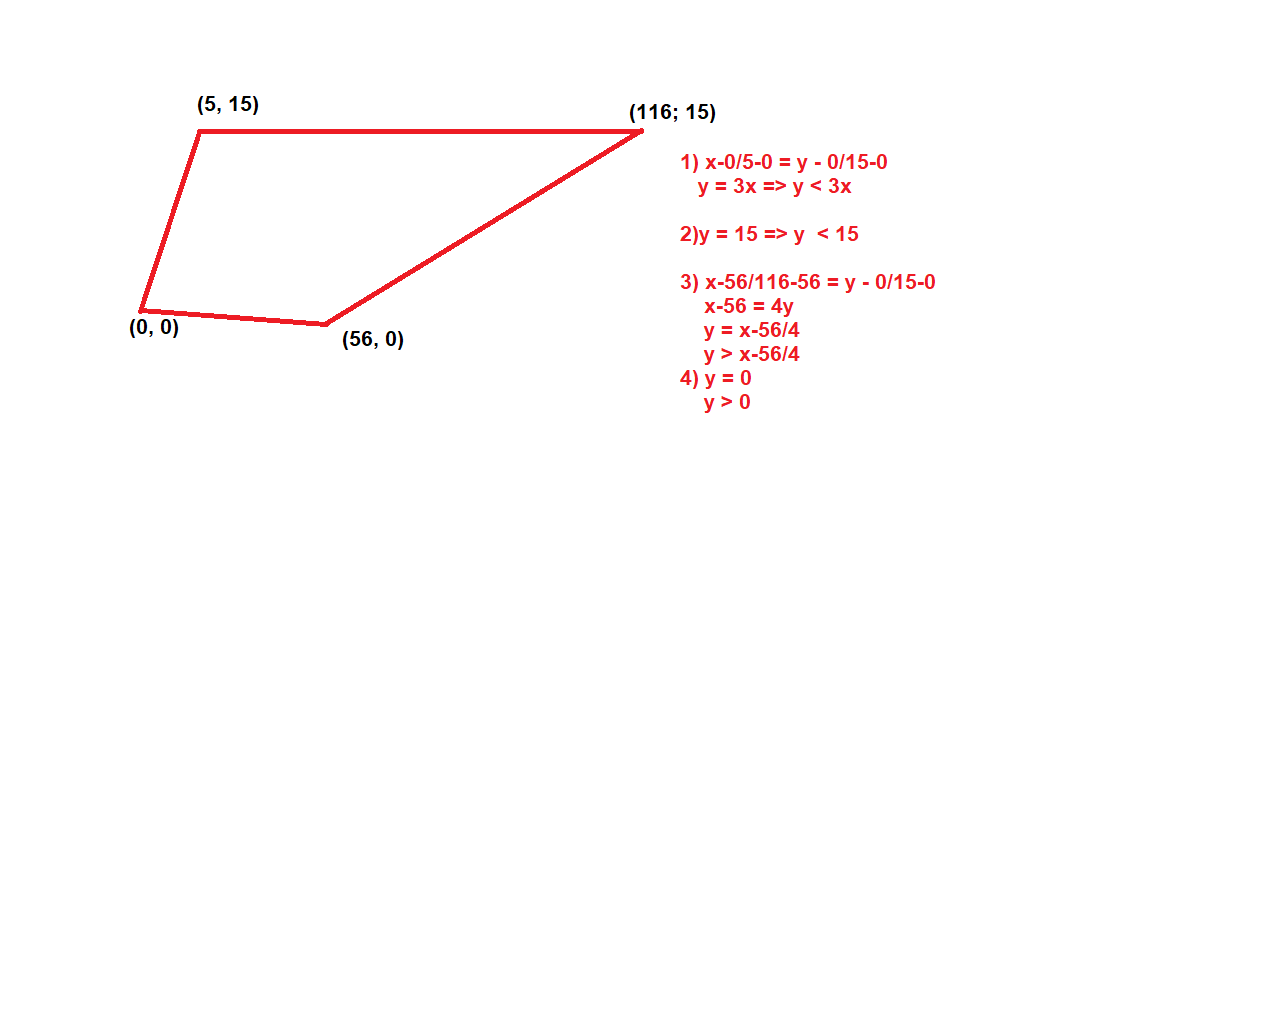 (5, 15)
(116; 15)
1) x-0/5-0 = y - 0/15-0
y = 3x => y < 3x
2)y = 15 => y  < 15
3) x-56/116-56 = y - 0/15-0
x-56 = 4y
(0, 0)
(56, 0)
y = x-56/4
y > x-56/4
4) y = 0
y > 0